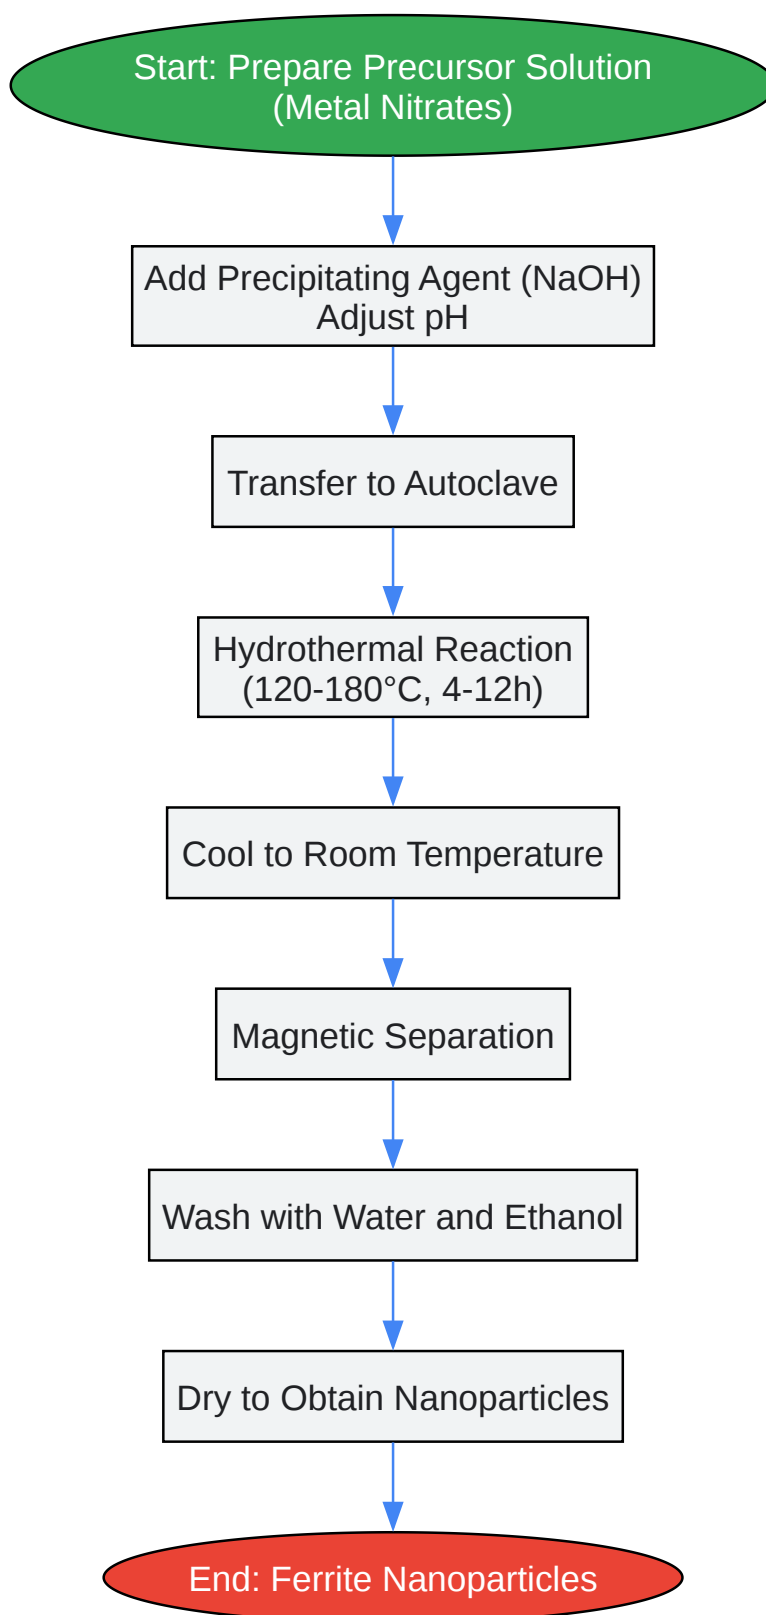 Start: Prepare Precursor Solution
(Metal Nitrates)
Add Precipitating Agent (NaOH)
Adjust pH
Transfer to Autoclave
Hydrothermal Reaction
(120-180°C, 4-12h)
Cool to Room Temperature
Magnetic Separation
Wash with Water and Ethanol
Dry to Obtain Nanoparticles
End: Ferrite Nanoparticles